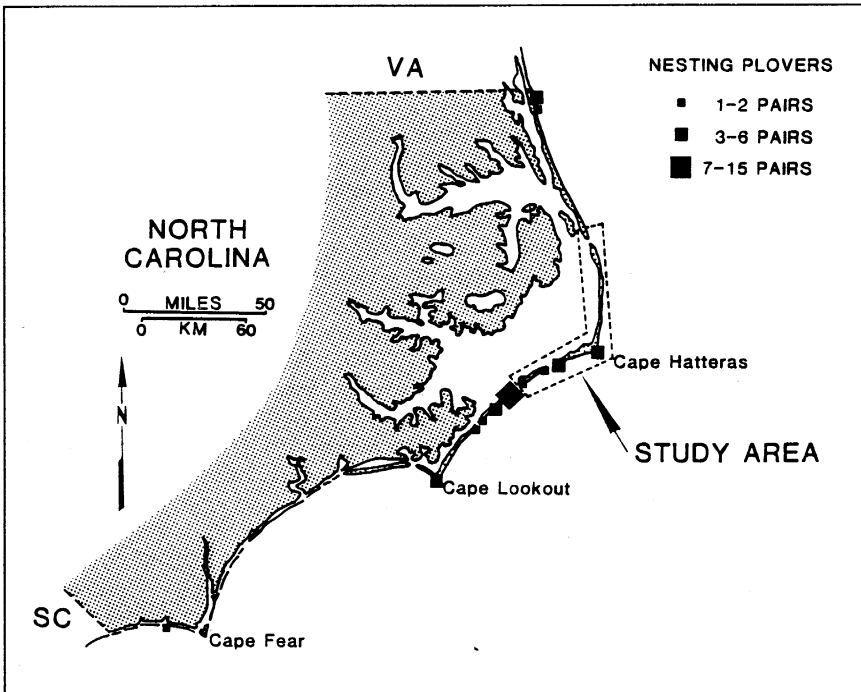 VA
NESTING PLOVERS
1-2 PAIRS
3-6 PAIRS
7-15 PAIRS
NORTH
CAROLINA
0 MILES 50
0 KM 60
N
Cape Hatteras
STUDY AREA
Cape Lookout
SC
Cape Fear